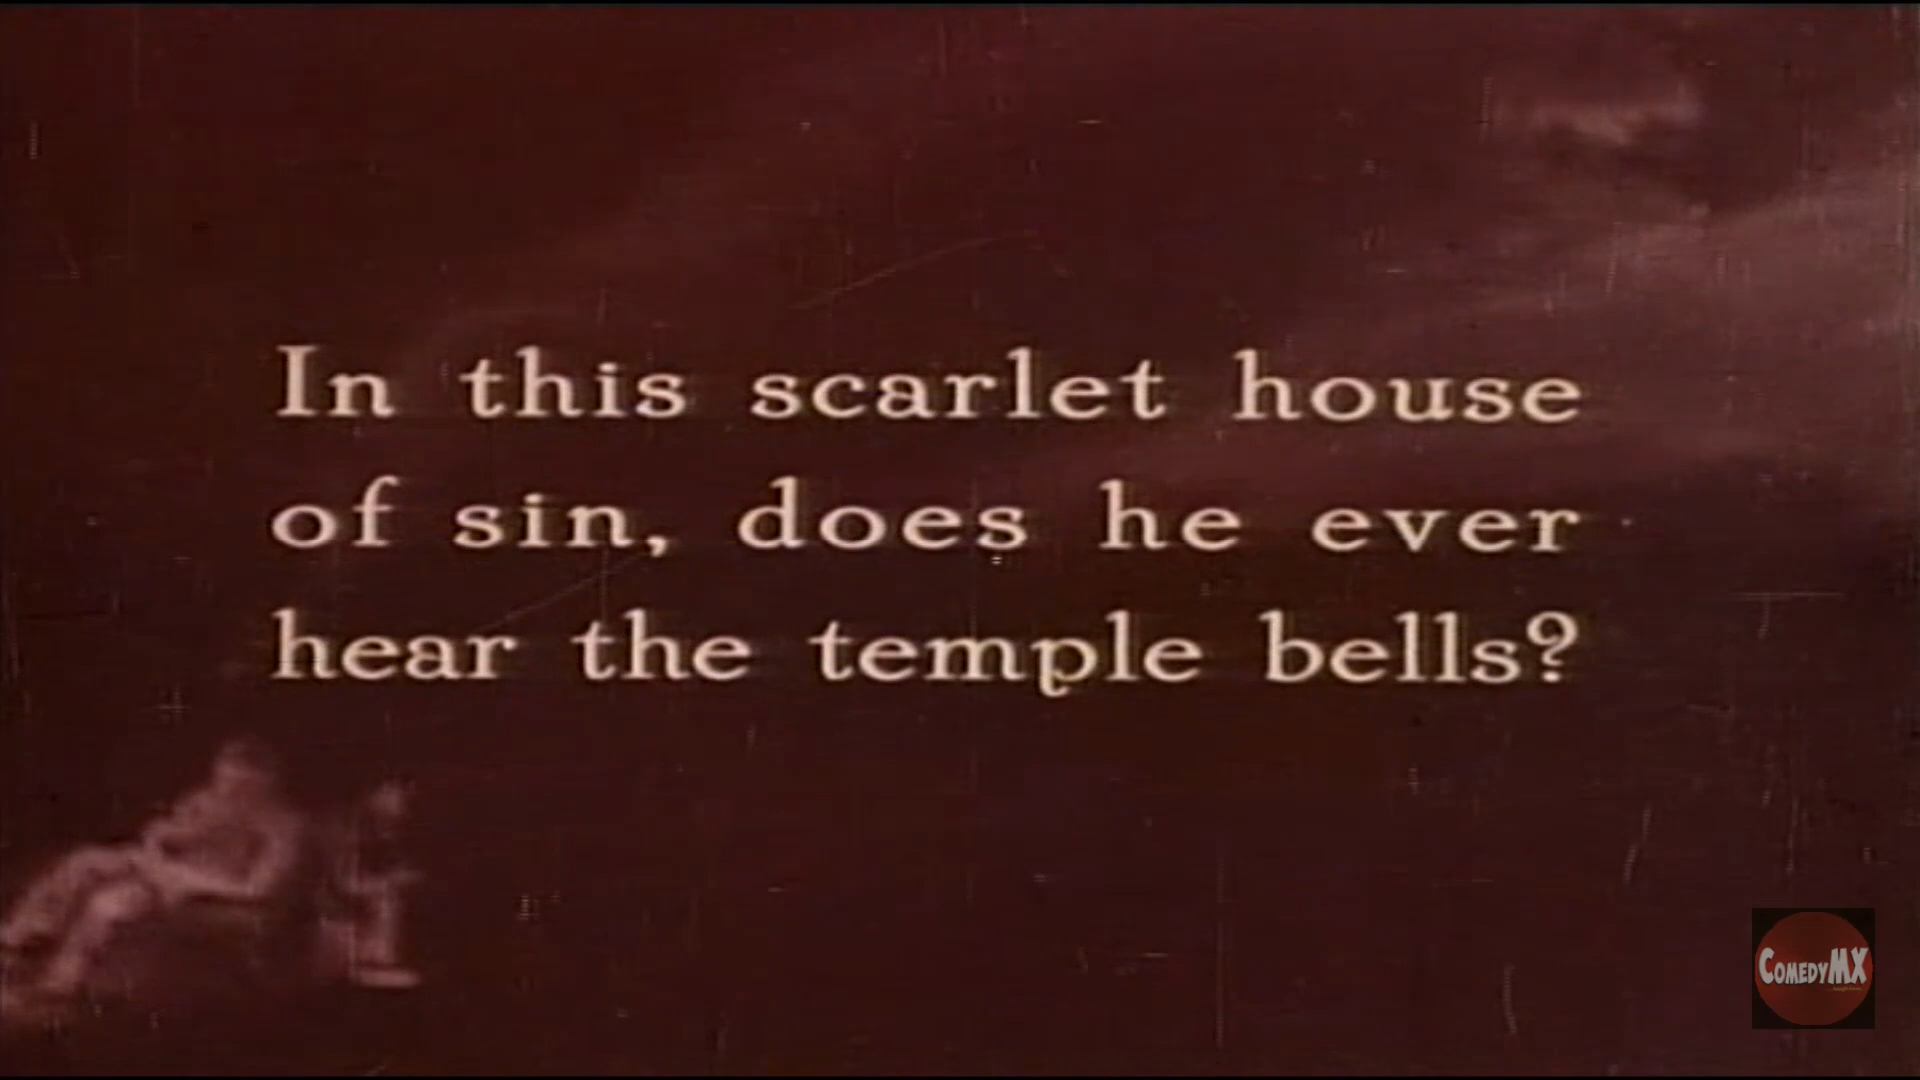 In this scarlet house
of sin, does he ever
hear the temple bells?
COMEDYMX